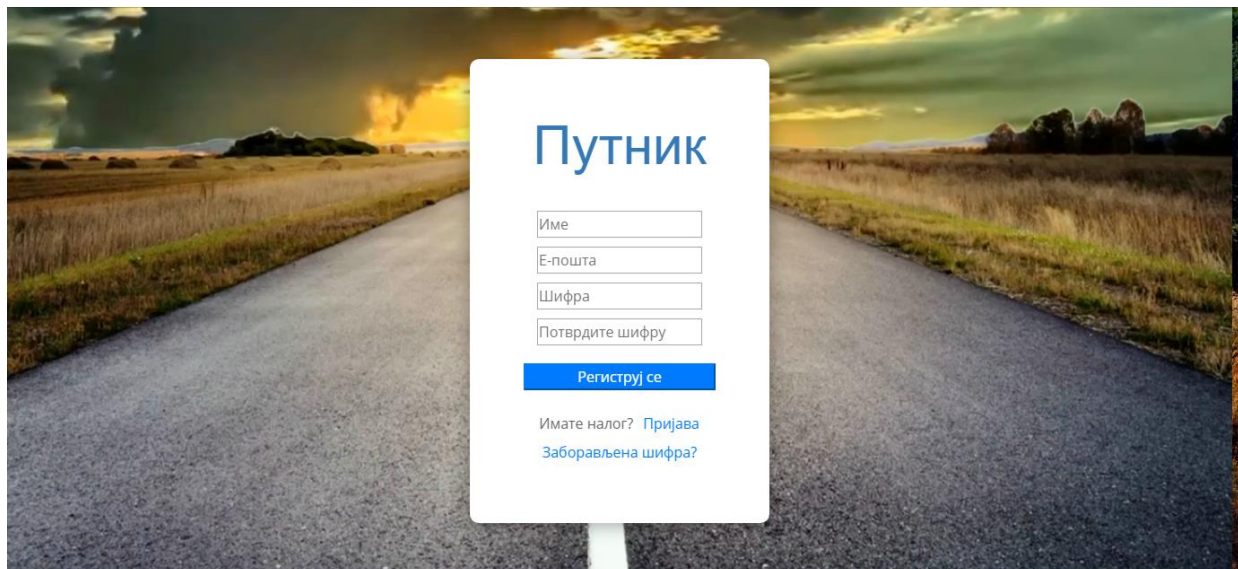 Путник
Име
Е-пошта
Шифра
Потврдите шифру
Региструј се
Имате налог? Пријава
Заборављена шифра?